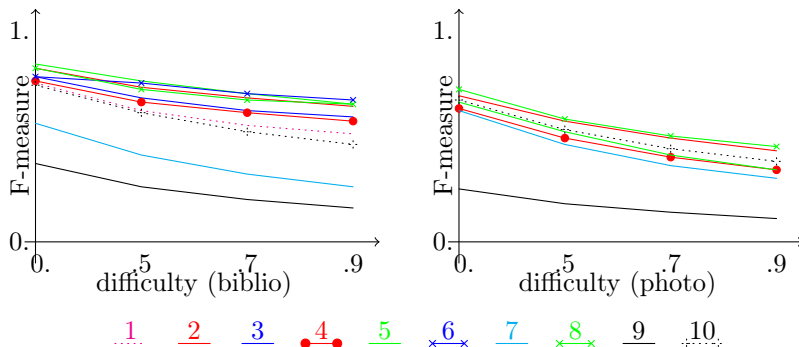 1. 1.
F-measure F-measure
0. 0.
0. .5 .7 .9 0. .5 .7 .9
difficulty (biblio) difficulty (photo)
1 2 3 4 5 6 7 8 9 10